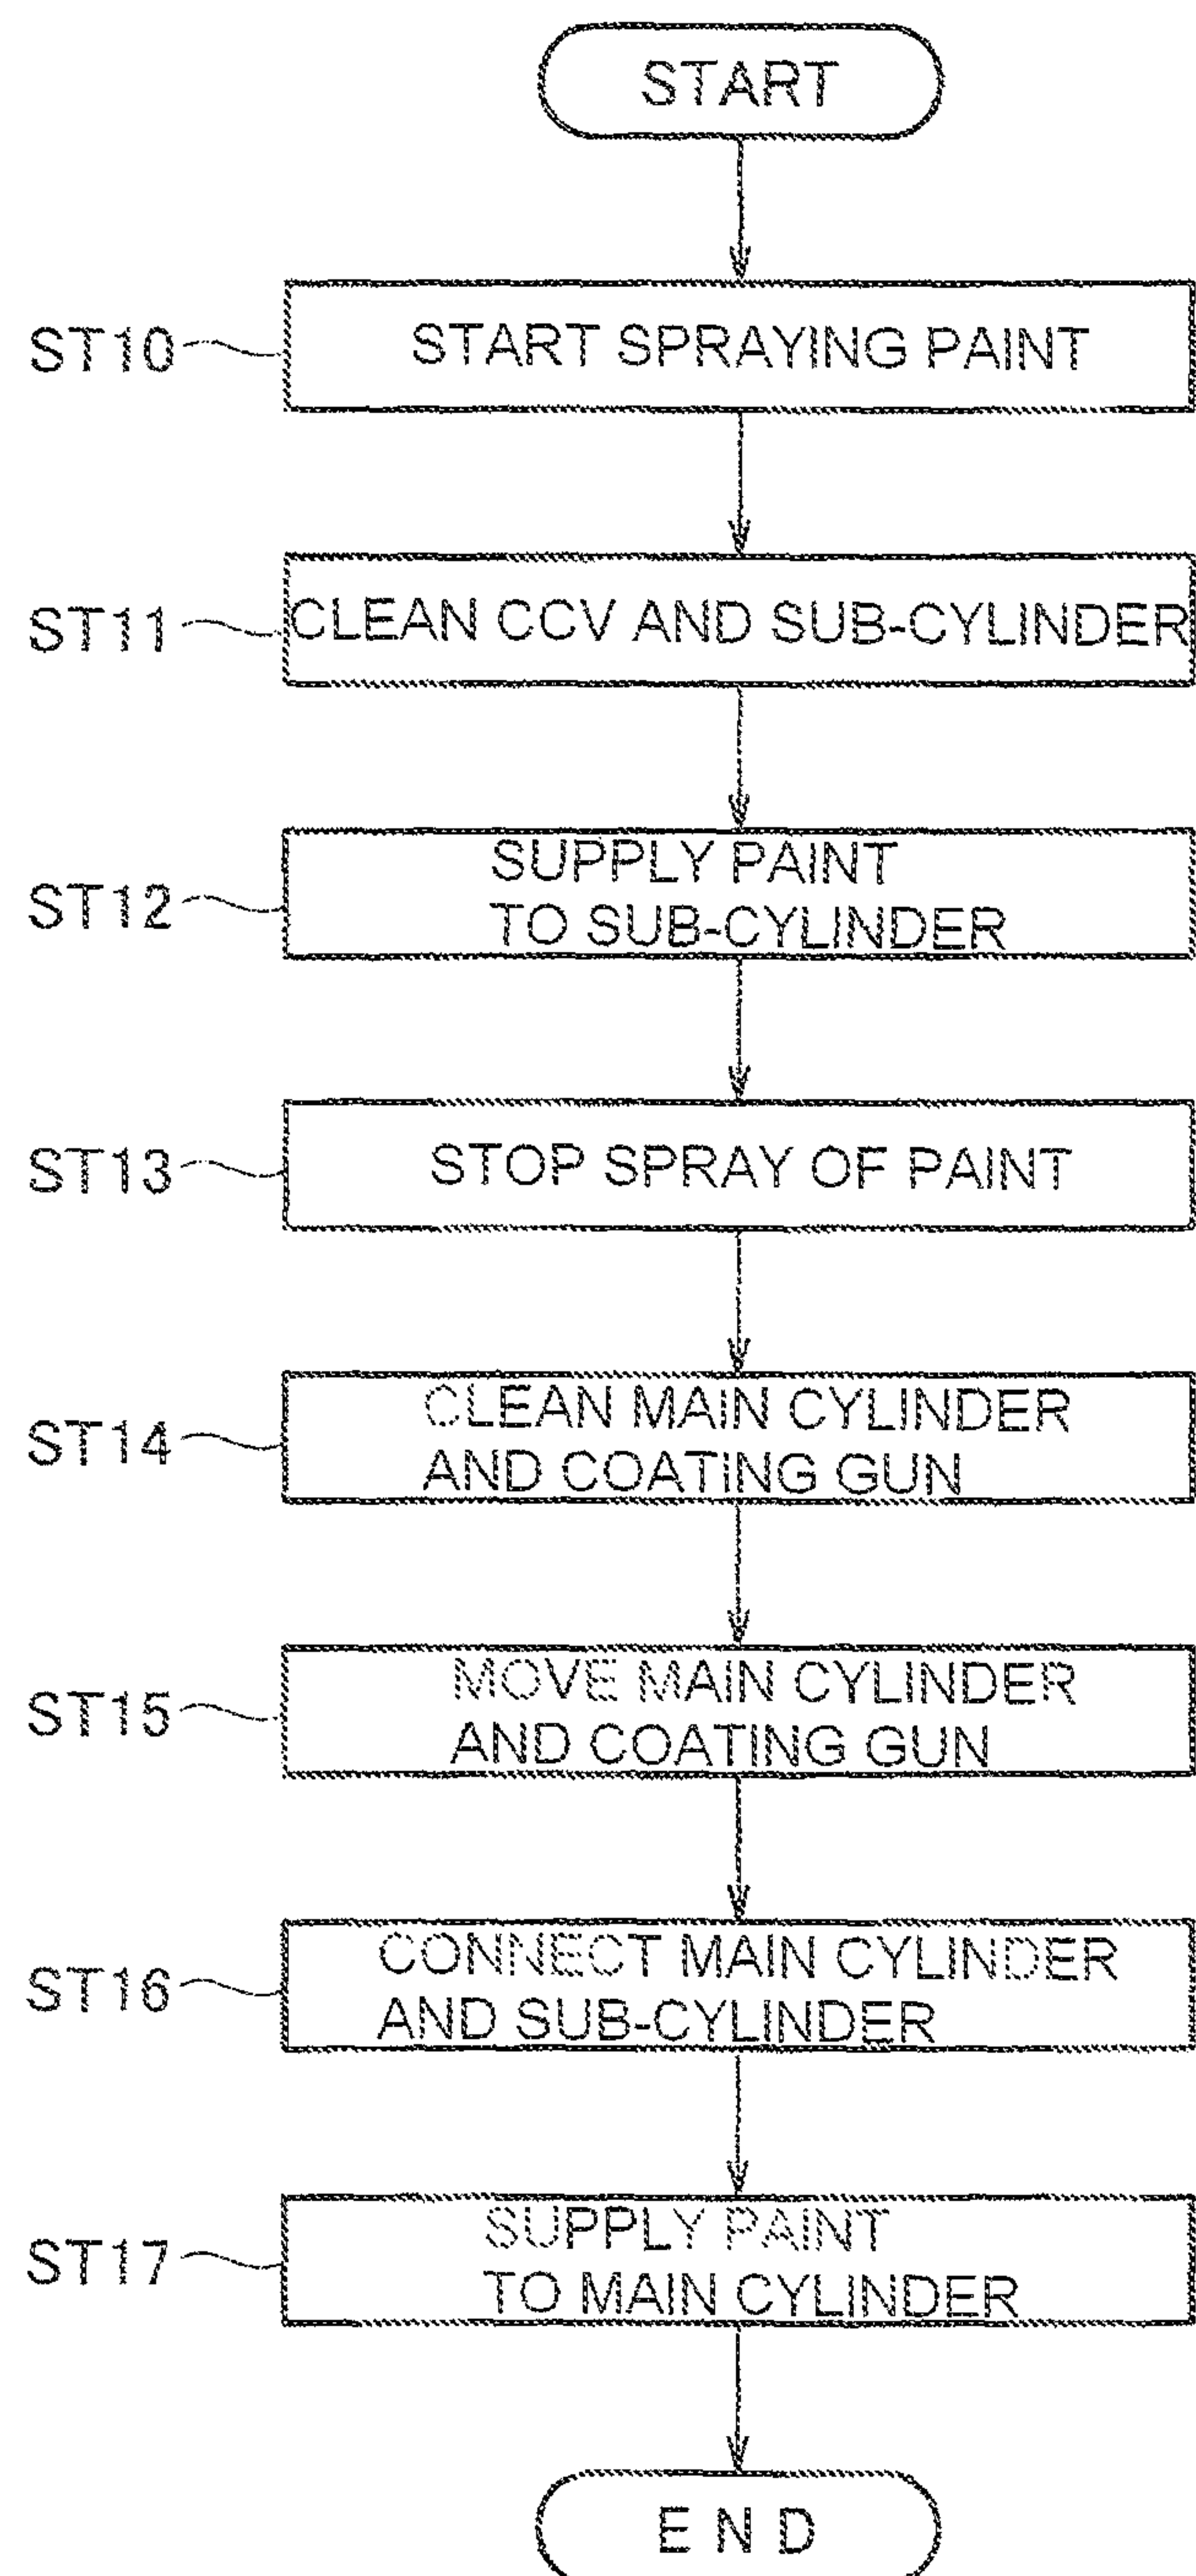 START
ST10
START SPRAYING PAINT
ST11
CLEAN CCV AND SUB-CYLINDER
ST12
SUPPLY PAINT
TO SUB-CYLINDER
ST13
STOP SPRAY OF PAINT
ST14
CLEAN MAIN CYLINDER
AND COATING GUN
ST15
MOVE MAIN CYLINDER
AND COATING GUN
ST16
CONNECT MAIN CYLINDER
AND SUB-CYLINDER
ST17
SUPPLY PAINT
TO MAIN CYLINDER
END